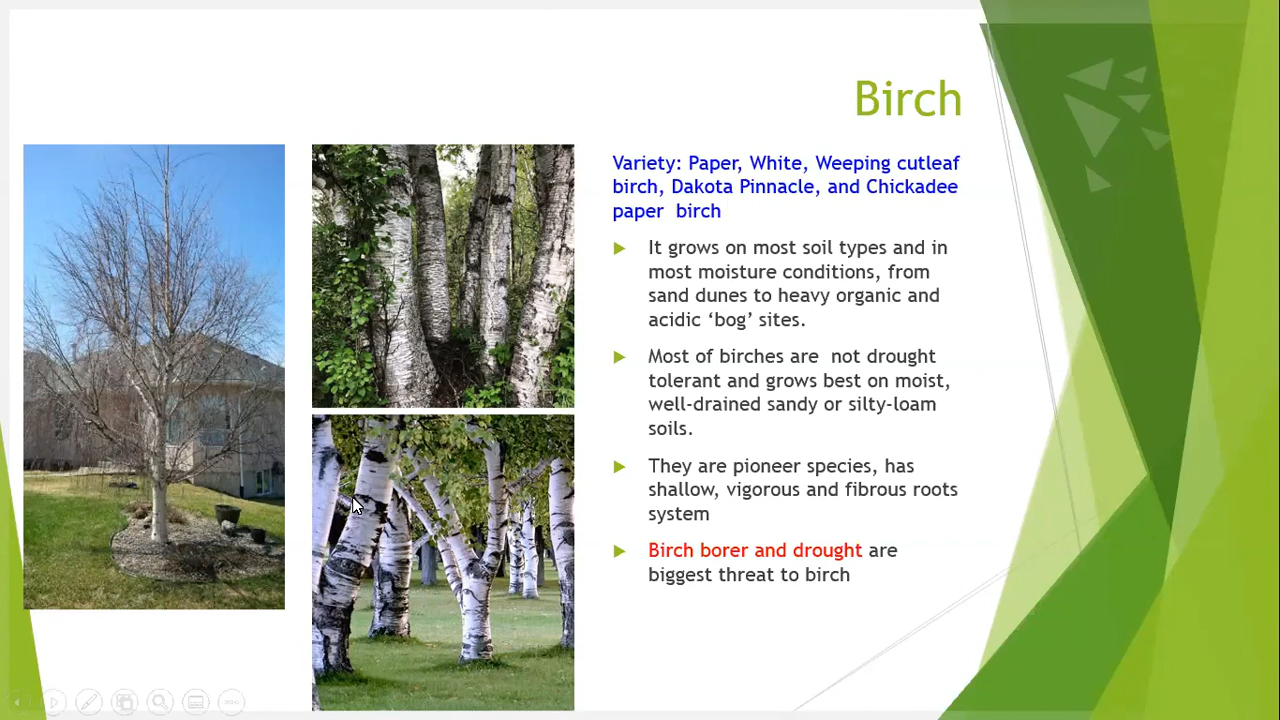 Birch
Variety: Paper, White, Weeping cutleaf
birch, Dakota Pinnacle, and Chickadee
paper  birch
It grows on most soil types and in
most moisture conditions, from
sand dunes to heavy organic and
acidic ‘bog’ sites.
Most of birches are  not drought
tolerant and grows best on moist,
well-drained sandy or silty-loam
soils.
They are pioneer species, has
shallow, vigorous and fibrous roots
system
Birch borer and drought are
biggest threat to birch